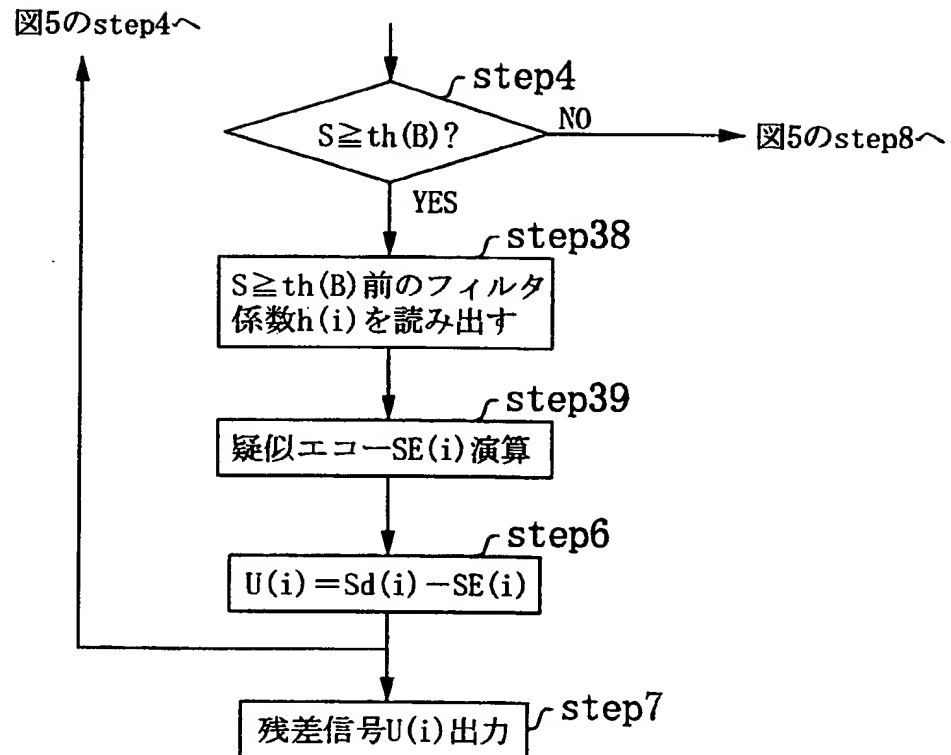 図5のstep4へ
step4
S≧th(B)?
NO
図5のstep8へ
YES
step38
S≧th(B)前のフィルタ
係数h(i)を読み出す
step39
疑似エコーSE(i)演算
step6
U(i)=Sd(i)-SE(i)
step7
残差信号U(i)出力